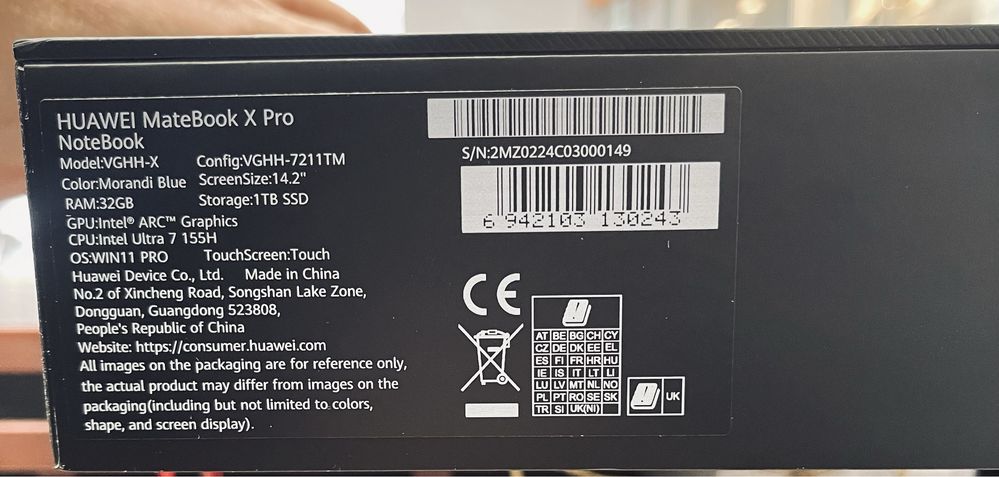 HUAWEI MateBook X Pro
NoteBook
Model:VGHH-X Config:VGHH-7211TM
Color:Morandi Blue ScreenSize:14.2"
RAM:32GB Storage:1TB SSD
GPU:Intel® ARC™ Graphics
CPU:Intel Ultra 7 155H
OS:WIN11 PRO TouchScreen:Touch
Huawei Device Co., Ltd. Made in China
No.2 of Xincheng Road, Songshan Lake Zone,
Dongguan, Guangdong 523808,
People's Republic of China
Website: https://consumer.huawei.com
All images on the packaging are for reference only,
the actual product may differ from images on the
packaging(including but not limited to colors,
shape, and screen display).
S/N:2MZ0224C03000149
6 942103 130243
CE
AT BE BG CH CY
CZ DE DK EE EL
ES FI FR HR HU
IE IS IT LT LI
LU LV MT NL NO
PL PT RO SE SK
TR SI UK(NI)
UK